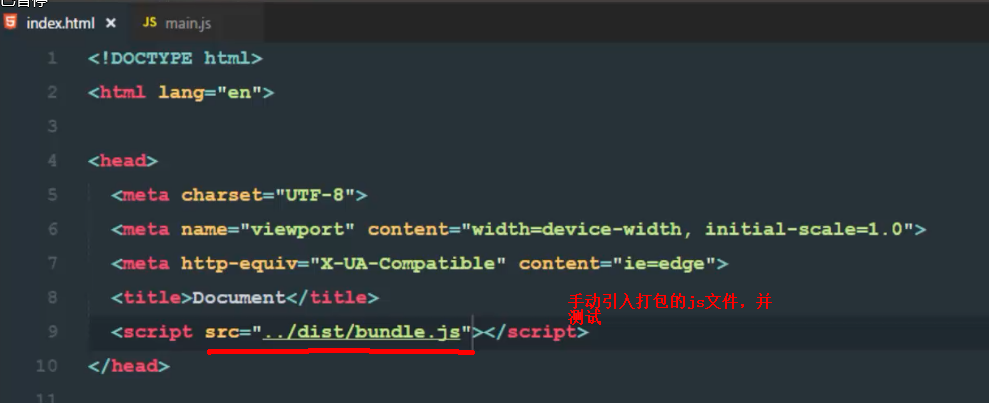 已暂停
index.html × JS main.js
1 <!DOCTYPE html>
2 <html lang="en">
3
4 <head>
5 <meta charset="UTF-8">
6 <meta name="viewport" content="width=device-width, initial-scale=1.0">
7 <meta http-equiv="X-UA-Compatible" content="ie=edge">
8 <title>Document</title>
手动引入打包的js文件，并
测试
9 <script src="../dist/bundle.js"></script>
10 </head>
11